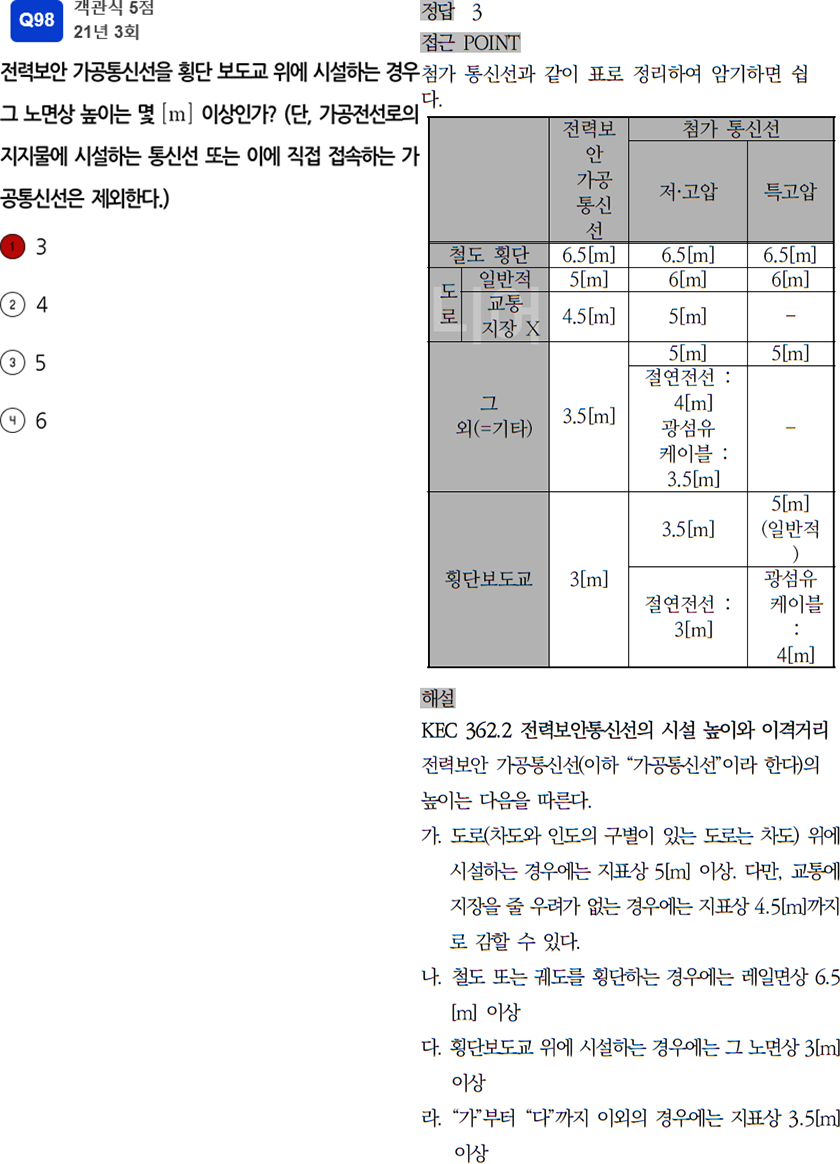 Q98
객관식 5점
21년 3회
전력보안 가공통신선을 횡단 보도교 위에 시설하는 경우
그 노면상 높이는 몇 [m] 이상인가? (단, 가공전선로의
지지물에 시설하는 통신선 또는 이에 직접 접속하는 가
공통신선은 제외한다.)
1 3
2 4
3 5
4 6
정답 3
접근 POINT
첨가 통신선과 같이 표로 정리하여 암기하면 쉽
다.
전력보
안
가공
통신
선
첨가 통신선
저·고압
특고압
철도 횡단 6.5[m] 6.5[m] 6.5[m]
도
로
일반적 5[m] 6[m] 6[m]
교통
지장 X
4.5[m] 5[m] –
그
외(=기타)
3.5[m]
5[m] 5[m]
절연전선 :
4[m]
광섬유
케이블 :
3.5[m]
–
횡단보도교
3[m]
3.5[m]
5[m]
(일반적
)
절연전선 :
3[m]
광섬유
케이블
:
4[m]
해설
KEC 362.2 전력보안통신선의 시설 높이와 이격거리
전력보안 가공통신선(이하 “가공통신선”이라 한다)의
높이는 다음을 따른다.
가. 도로(차도와 인도의 구별이 있는 도로는 차도) 위에
시설하는 경우에는 지표상 5[m] 이상. 다만, 교통에
지장을 줄 우려가 없는 경우에는 지표상 4.5[m]까지
로 감할 수 있다.
나. 철도 또는 궤도를 횡단하는 경우에는 레일면상 6.5
[m] 이상
다. 횡단보도교 위에 시설하는 경우에는 그 노면상 3[m]
이상
라. “가”부터 “다”까지 이외의 경우에는 지표상 3.5[m]
이상